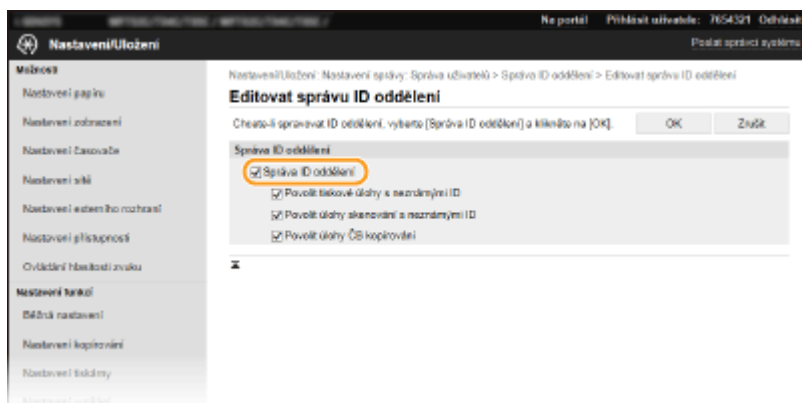 Na portál Přihlásit uživatele: 7654321 Odhlásit
Nastavení/Uložení
Poslat správci systému
Možnosti
Nastavení papíru
Nastavení zobrazení
Nastavení časovače
Nastavení sítě
Nastavení externího rozhraní
Nastavení přístupnosti
Ovládání hlasitosti zvuku
Nastavení funkcí
Běžná nastavení
Nastavení kopírování
Nastavení tiskárny
Nastavení/Uložení: Nastavení správy: Správa uživatelů > Správa ID oddělení > Editovat správu ID oddělení
Editovat správu ID oddělení
Chcete-li spravovat ID oddělení, vyberte [Správa ID oddělení] a klikněte na [OK].
OK
Zrušit
Správa ID oddělení
Správa ID oddělení
Povolit tiskové úlohy s neznámými ID
Povolit úlohy skenování s neznámými ID
Povolit úlohy ČB kopírování